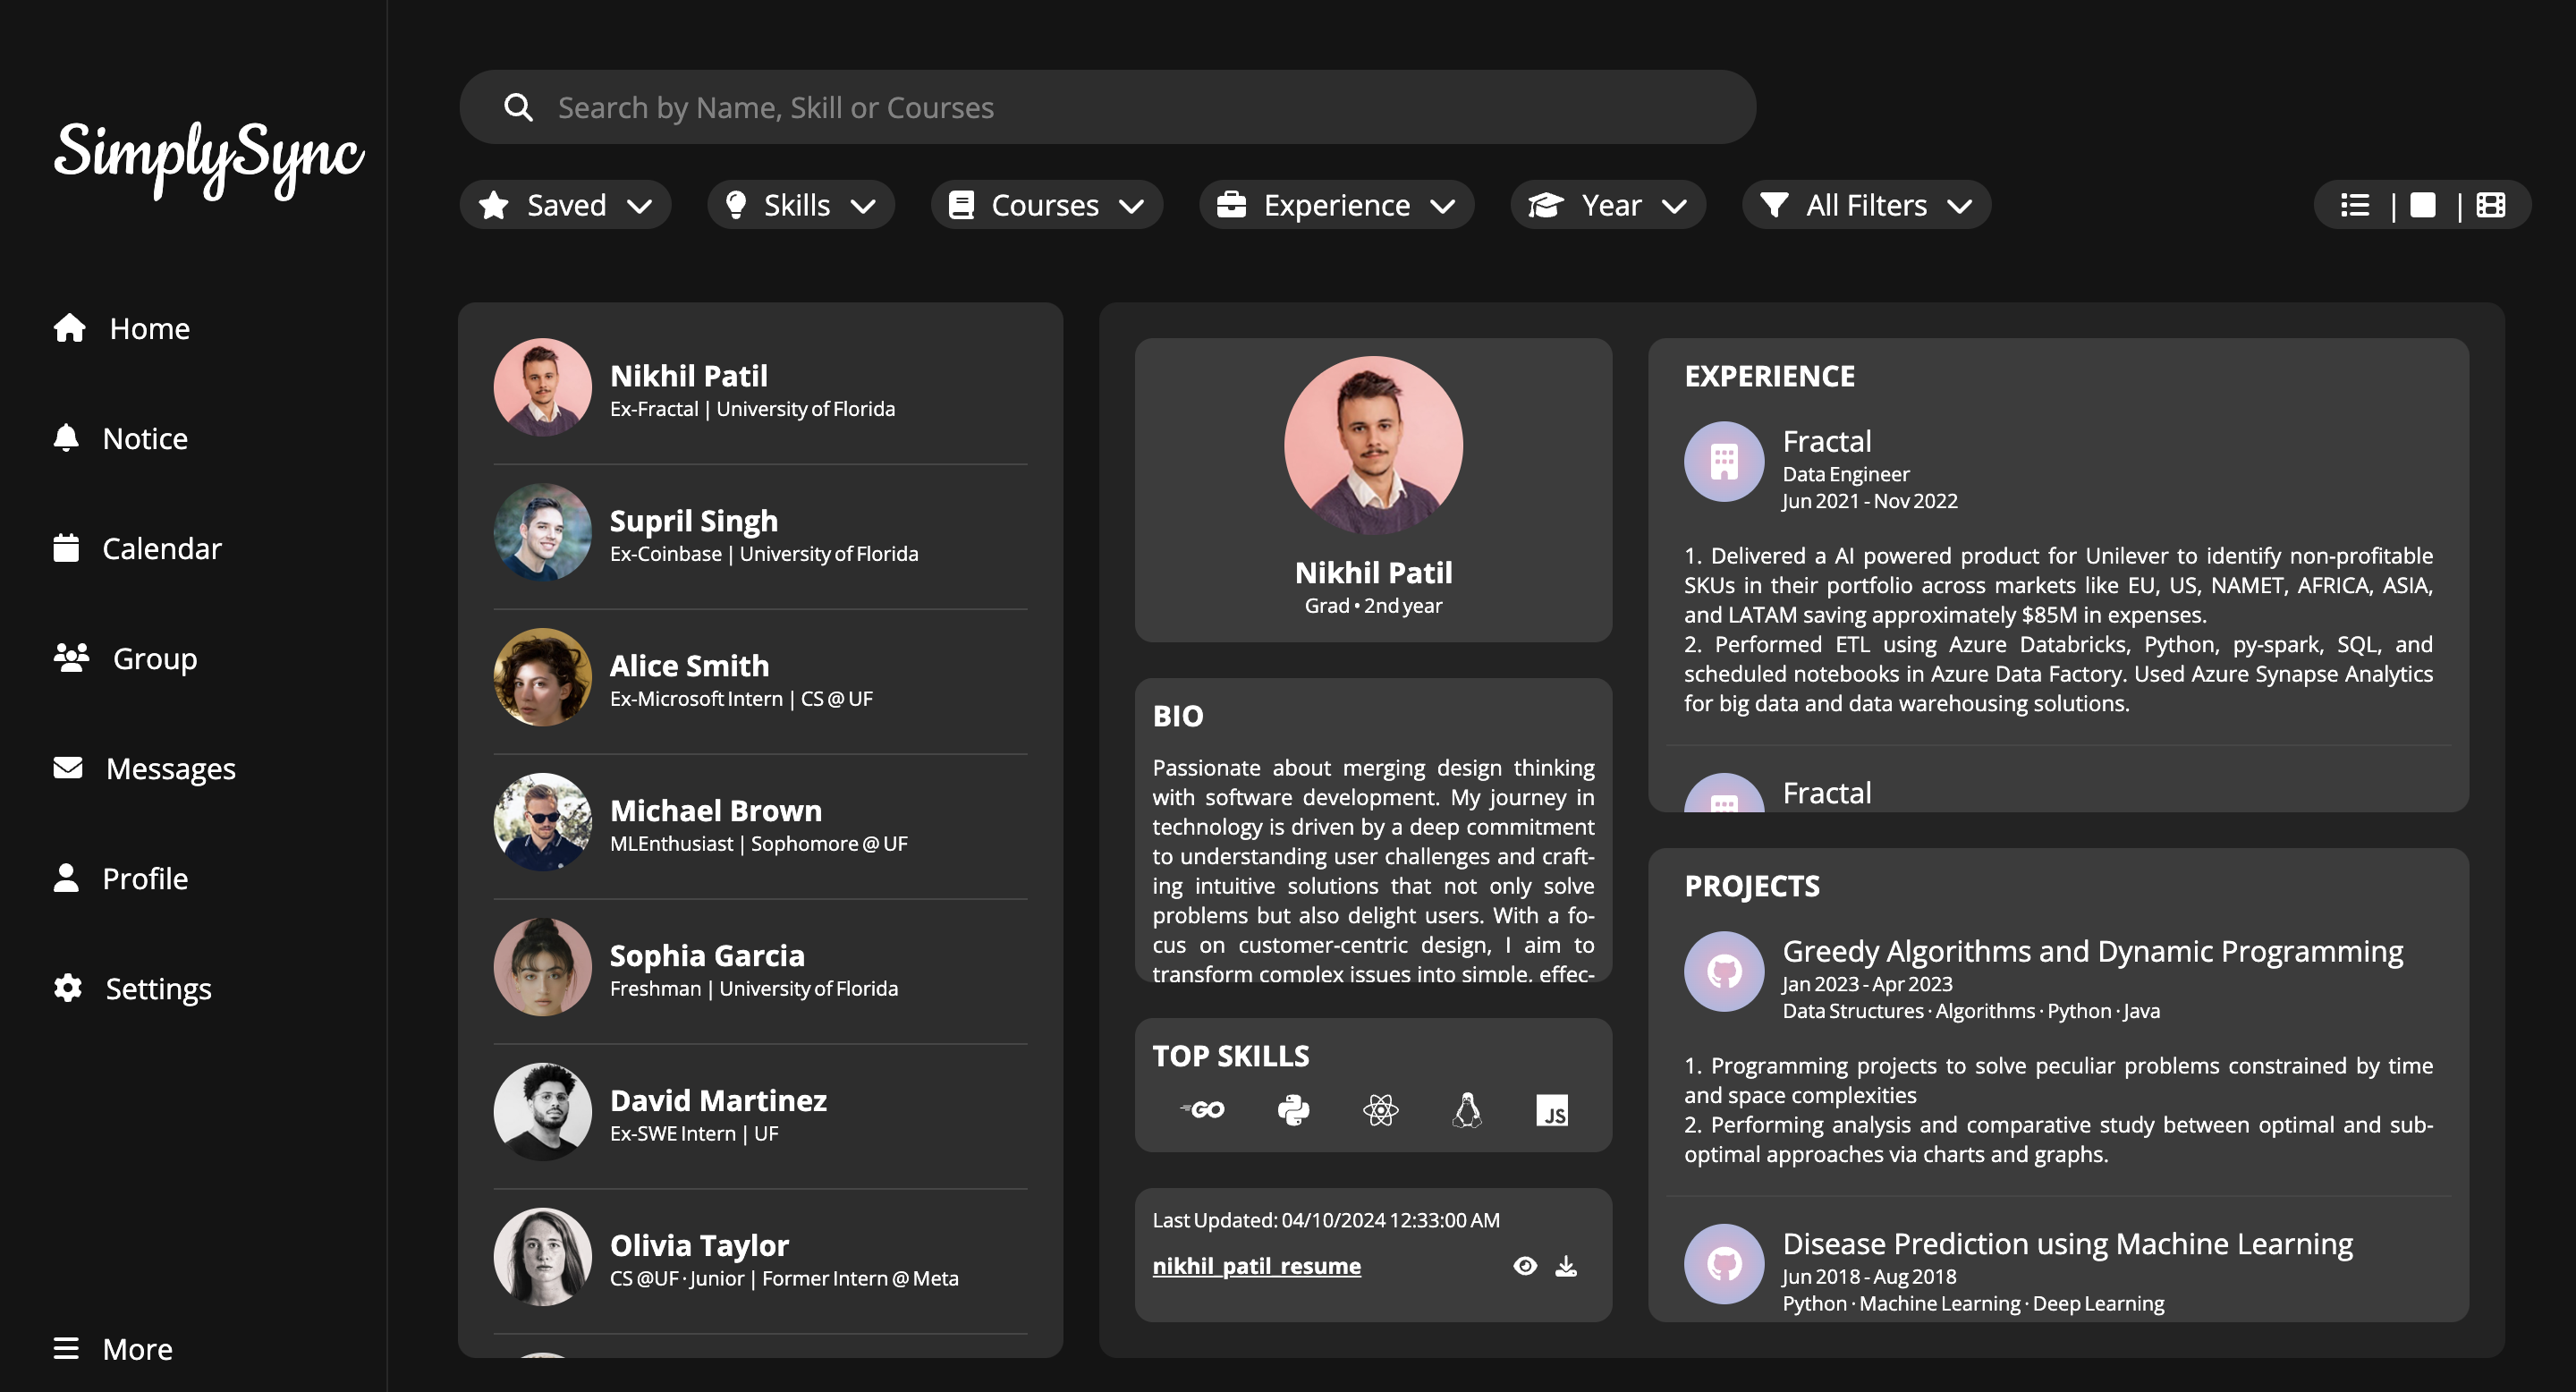 SimplySync
Home
Notice
Calendar
Group
Messages
Profile
Settings
More
Search by Name, Skill or Courses
Saved
Skills
Courses
Experience
Year
All Filters
| |
Nikhil Patil
Ex-Fractal | University of Florida
Supril Singh
Ex-Coinbase | University of Florida
Alice Smith
Ex-Microsoft Intern | CS @ UF
Michael Brown
MLEnthusiast | Sophomore @ UF
Sophia Garcia
Freshman | University of Florida
David Martinez
Ex-SWE Intern | UF
Olivia Taylor
CS @UF · Junior | Former Intern @ Meta
Nikhil Patil
Grad • 2nd year
BIO
Passionate about merging design thinking
with software development. My journey in
technology is driven by a deep commitment
to understanding user challenges and craft-
ing intuitive solutions that not only solve
problems but also delight users. With a fo-
cus on customer-centric design, I aim to
transform complex issues into simple, effec-
TOP SKILLS
GO
JS
Last Updated: 04/10/2024 12:33:00 AM
nikhil_patil_resume
EXPERIENCE
Fractal
Data Engineer
Jun 2021 - Nov 2022
1. Delivered a AI powered product for Unilever to identify non-profitable
SKUs in their portfolio across markets like EU, US, NAMET, AFRICA, ASIA,
and LATAM saving approximately $85M in expenses.
2. Performed ETL using Azure Databricks, Python, py-spark, SQL, and
scheduled notebooks in Azure Data Factory. Used Azure Synapse Analytics
for big data and data warehousing solutions.
Fractal
PROJECTS
Greedy Algorithms and Dynamic Programming
Jan 2023 - Apr 2023
Data Structures · Algorithms · Python · Java
1. Programming projects to solve peculiar problems constrained by time
and space complexities
2. Performing analysis and comparative study between optimal and sub-
optimal approaches via charts and graphs.
Disease Prediction using Machine Learning
Jun 2018 - Aug 2018
Python · Machine Learning · Deep Learning